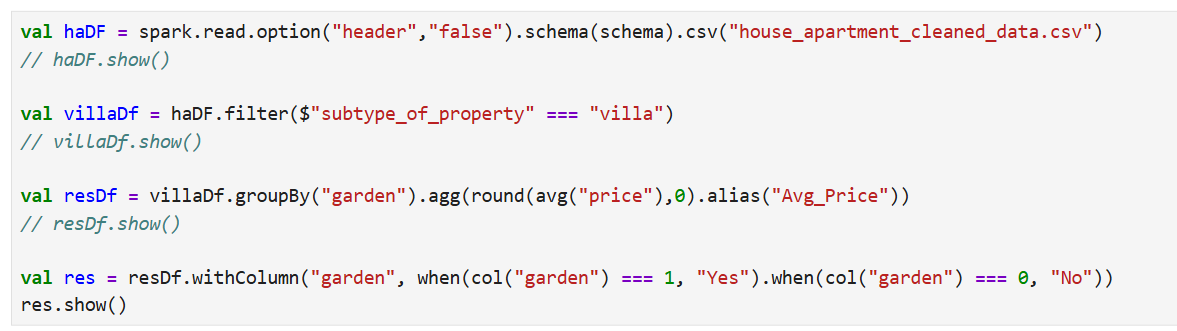 val haDF = spark.read.option("header","false").schema(schema).csv("house_apartment_cleaned_data.csv")
// haDF.show()
val villaDf = haDF.filter($"subtype_of_property" === "villa")
// villaDf.show()
val resDf = villaDf.groupBy("garden").agg(round(avg("price"),0).alias("Avg_Price"))
// resDf.show()
val res = resDf.withColumn("garden", when(col("garden") === 1, "Yes").when(col("garden") === 0, "No"))
res.show()